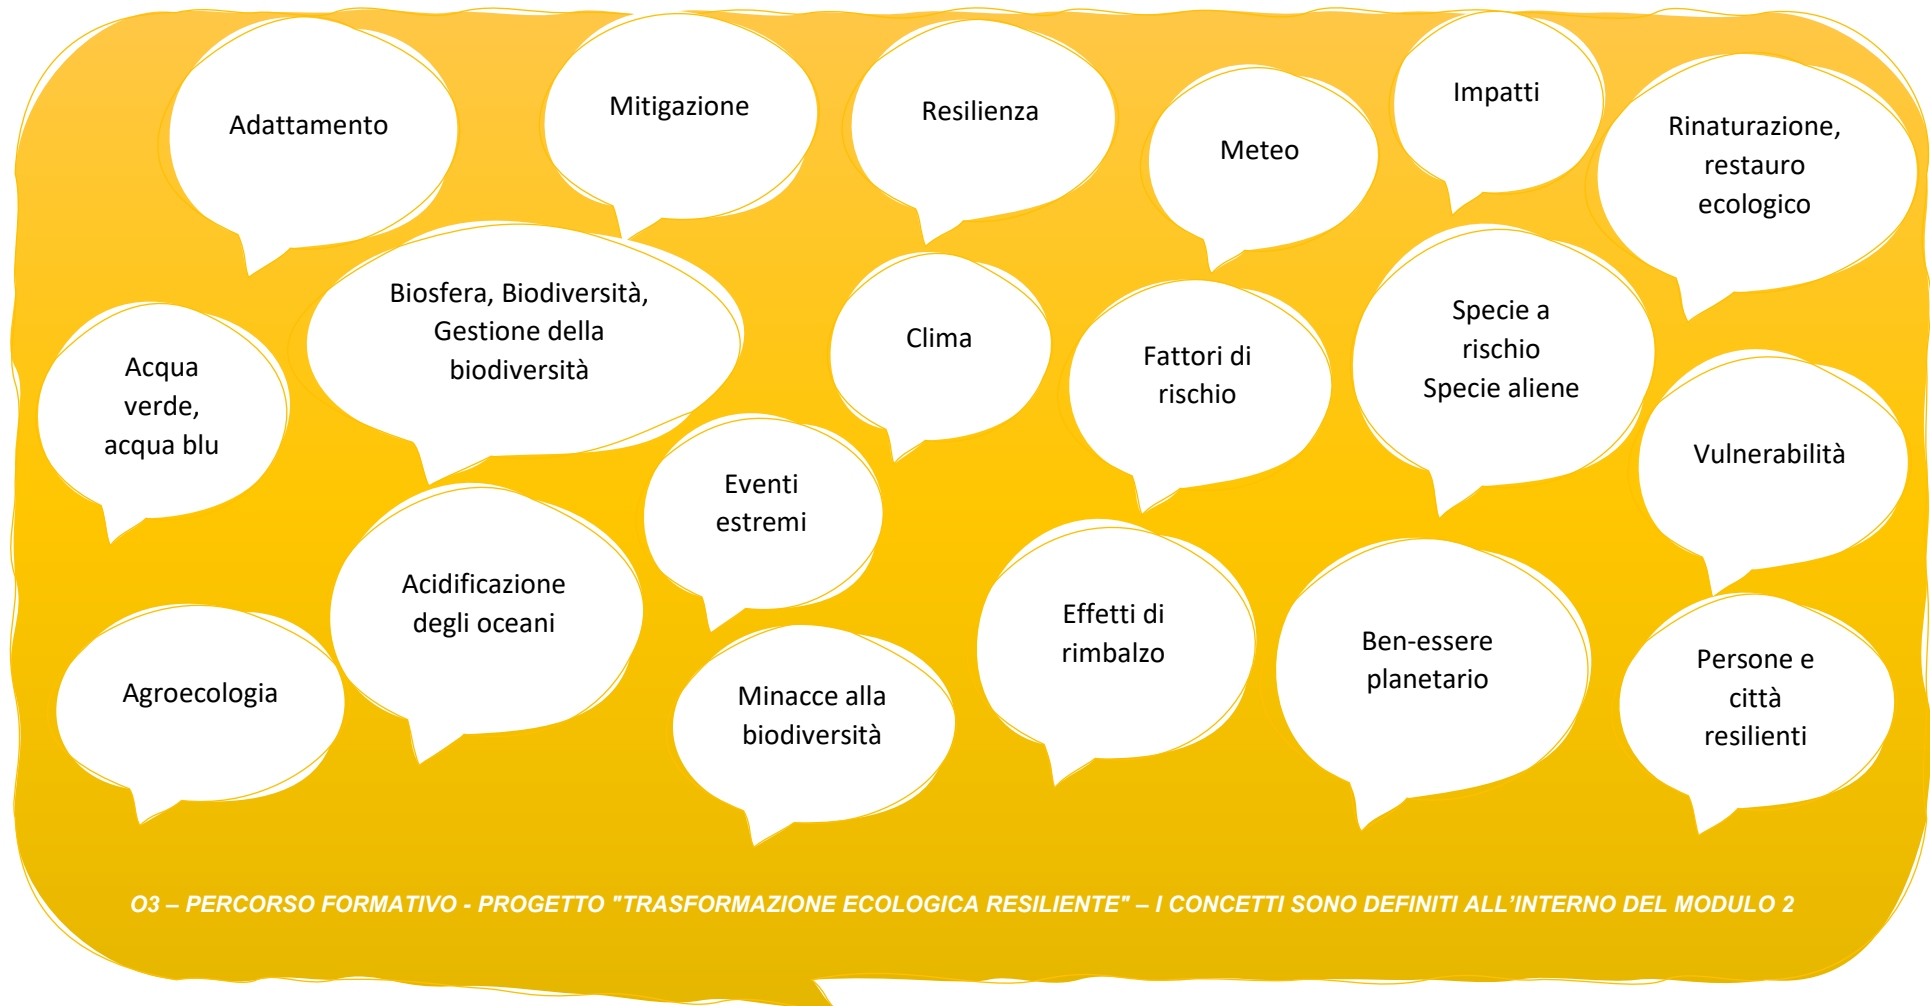 Adattamento
Mitigazione
Resilienza
Meteo
Impatti
Rinaturazione,
restauro
ecologico
Acqua
verde,
acqua blu
Biosfera, Biodiversità,
Gestione della
biodiversità
Clima
Fattori di
rischio
Specie a
rischio
Specie aliene
Vulnerabilità
Eventi
estremi
Agroecologia
Acidificazione
degli oceani
Minacce alla
biodiversità
Effetti di
rimbalzo
Ben-essere
planetario
Persone e
città
resilienti
O3 – PERCORSO FORMATIVO - PROGETTO "TRASFORMAZIONE ECOLOGICA RESILIENTE" – I CONCETTI SONO DEFINITI ALL’INTERNO DEL MODULO 2